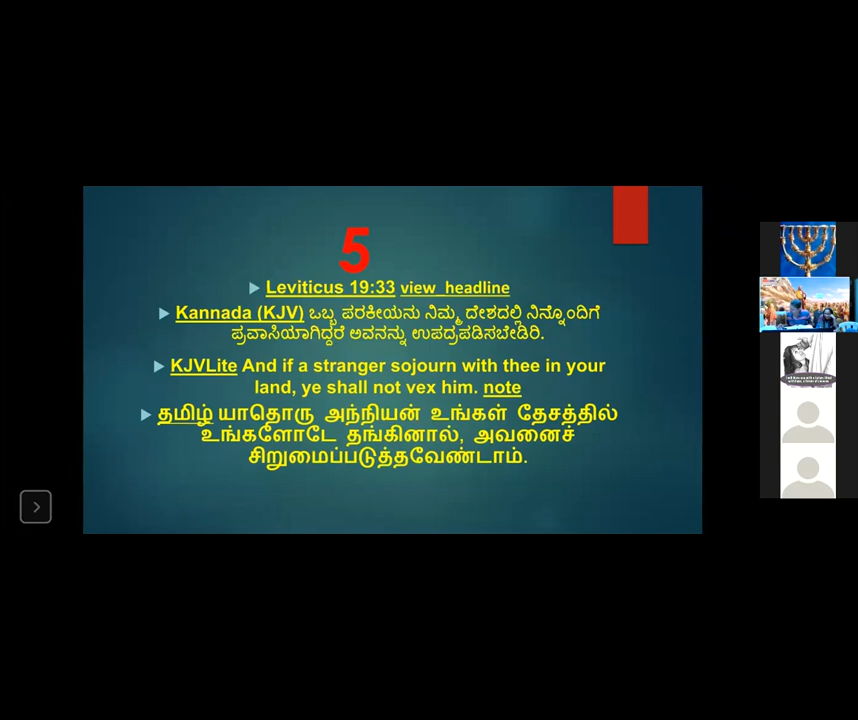 5
Leviticus 19:33 view_headline
Kannada (KJV) ಒಬ್ಬ ಪರಕೀಯನು ನಿಮ್ಮ ದೇಶದಲ್ಲಿ ನಿನ್ನೊಂದಿಗೆ
ಪ್ರವಾಸಿಯಾಗಿದ್ದರೆ ಅವನನ್ನು ಉಪದ್ರಪಡಿಸಬೇಡಿರಿ.
KJVLite And if a stranger sojourn with thee in your
land, ye shall not vex him. note
தமிழ் யாதொரு அந்நியன் உங்கள் தேசத்தில்
உங்களோடே தங்கினால், அவனைச்
சிறுமைப்படுத்தவேண்டாம்.